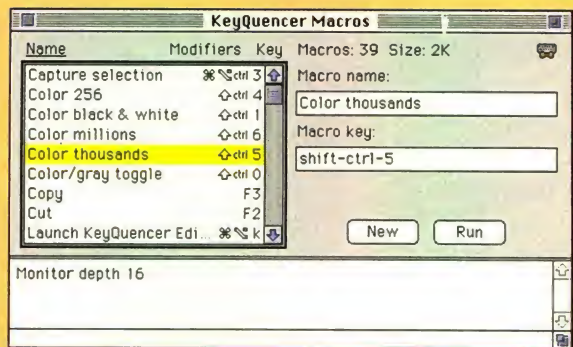 KeyQuencer Macros
Name Modifiers Key Macros: 39 Size: 2K
Capture selection ⌘⌥ctrl 3
Color 256 ⇧ctrl 4
Color black & white ⇧ctrl 1
Color millions ⇧ctrl 6
Color thousands ⇧ctrl 5
Color/gray toggle ⇧ctrl 0
Copy F3
Cut F2
Launch KeyQuencer Edi... ⌘⌥ k
Macro name:
Color thousands
Macro key:
shift-ctrl-5
New Run
Monitor depth 16